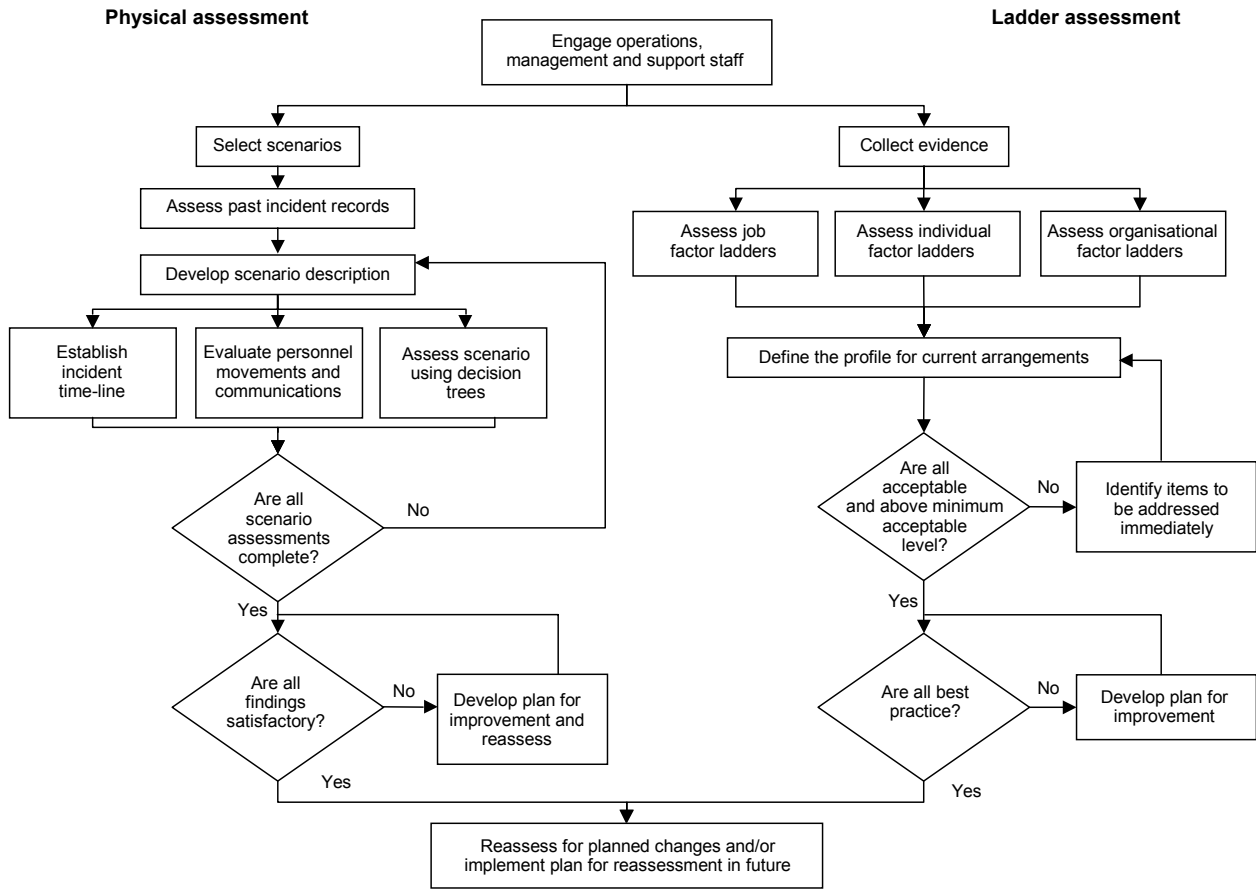 Physical assessment
Ladder assessment
Engage operations,
management and support staff
Select scenarios
Collect evidence
Assess past incident records
Assess job
factor ladders
Assess individual
factor ladders
Assess organisational
factor ladders
Develop scenario description
Establish
incident
time-line
Evaluate personnel
movements and
communications
Assess scenario
using decision
trees
Define the profile for current arrangements
Are all
scenario
assessments
complete?
No
Are all
acceptable
and above minimum
acceptable
level?
No
Identify items to
be addressed
immediately
Yes
Yes
Are all
findings
satisfactory?
No
Develop plan for
improvement and
reassess
Are all best
practice?
No
Develop plan for
improvement
Yes
Yes
Reassess for planned changes and/or
implement plan for reassessment in future